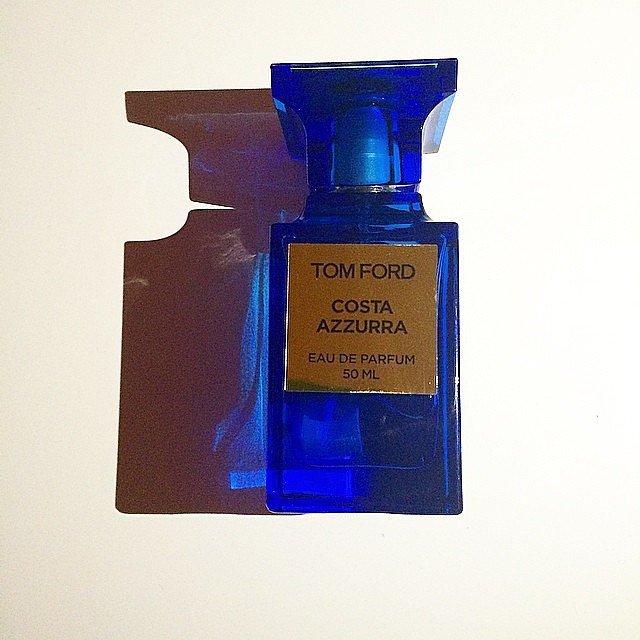 TOM FORD
COSTA
AZZURRA
EAU DE PARFUM
50 ML